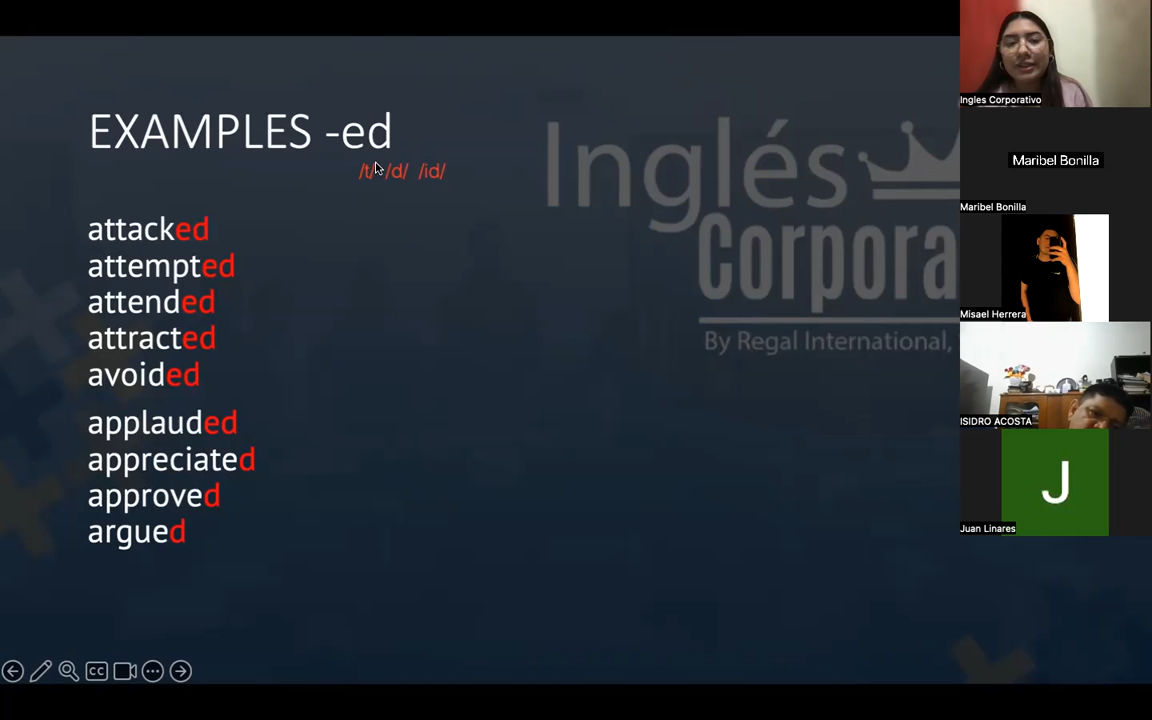 EXAMPLES -ed
/t/ /d/ /id/
attacked
attempted
attended
attracted
avoided
applauded
appreciated
approved
argued
Inglés
Corpora
By Regal International,
CC
Ingles Corporativo
Maribel Bonilla
Maribel Bonilla
Misael Herrera
ISIDRO ACOSTA
J
Juan Linares